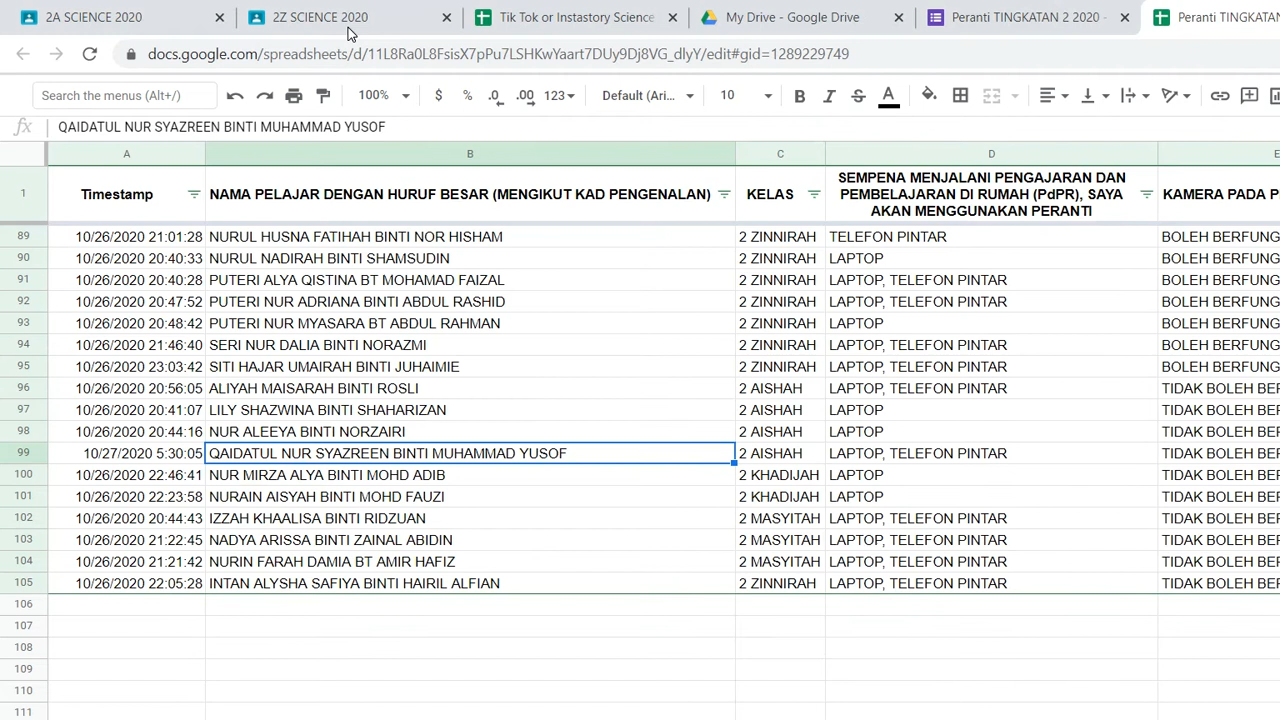 2A SCIENCE 2020
2Z SCIENCE 2020
Tik Tok or Instastory Science
My Drive - Google Drive
Peranti TINGKATAN 2 2020 -
Peranti TINGKATA
docs.google.com/spreadsheets/d/11L8Ra0L8FsisX7pPu7LSHKwYaart7DUy9Dj8VG_dlyY/edit#gid=1289229749
Search the menus (Alt+/)
100%
$ % .0 .00 123
Default (Ari...
10
B I S A
fx QAIDATUL NUR SYAZREEN BINTI MUHAMMAD YUSOF
A B C D E
1 Timestamp NAMA PELAJAR DENGAN HURUF BESAR (MENGIKUT KAD PENGENALAN) KELAS SEMPENA MENJALANI PENGAJARAN DAN PEMBELAJARAN DI RUMAH (PdPR), SAYA AKAN MENGGUNAKAN PERANTI KAMERA PADA P
89 10/26/2020 21:01:28 NURUL HUSNA FATIHAH BINTI NOR HISHAM 2 ZINNIRAH TELEFON PINTAR BOLEH BERFUNG
90 10/26/2020 20:40:33 NURUL NADIRAH BINTI SHAMSUDIN 2 ZINNIRAH LAPTOP BOLEH BERFUNG
91 10/26/2020 20:40:28 PUTERI ALYA QISTINA BT MOHAMAD FAIZAL 2 ZINNIRAH LAPTOP, TELEFON PINTAR BOLEH BERFUNG
92 10/26/2020 20:47:52 PUTERI NUR ADRIANA BINTI ABDUL RASHID 2 ZINNIRAH LAPTOP, TELEFON PINTAR BOLEH BERFUNG
93 10/26/2020 20:48:42 PUTERI NUR MYASARA BT ABDUL RAHMAN 2 ZINNIRAH LAPTOP BOLEH BERFUNG
94 10/26/2020 21:46:40 SERI NUR DALIA BINTI NORAZMI 2 ZINNIRAH LAPTOP, TELEFON PINTAR BOLEH BERFUNG
95 10/26/2020 23:03:42 SITI HAJAR UMAIRAH BINTI JUHAIMIE 2 ZINNIRAH LAPTOP, TELEFON PINTAR BOLEH BERFUNG
96 10/26/2020 20:56:05 ALIYAH MAISARAH BINTI ROSLI 2 AISHAH LAPTOP, TELEFON PINTAR TIDAK BOLEH BER
97 10/26/2020 20:41:07 LILY SHAZWINA BINTI SHAHARIZAN 2 AISHAH LAPTOP TIDAK BOLEH BER
98 10/26/2020 20:44:16 NUR ALEEYA BINTI NORZAIRI 2 AISHAH LAPTOP TIDAK BOLEH BER
99 10/27/2020 5:30:05 QAIDATUL NUR SYAZREEN BINTI MUHAMMAD YUSOF 2 AISHAH LAPTOP, TELEFON PINTAR TIDAK BOLEH BER
100 10/26/2020 22:46:41 NUR MIRZA ALYA BINTI MOHD ADIB 2 KHADIJAH LAPTOP TIDAK BOLEH BER
101 10/26/2020 22:23:58 NURAIN AISYAH BINTI MOHD FAUZI 2 KHADIJAH LAPTOP TIDAK BOLEH BER
102 10/26/2020 20:44:43 IZZAH KHAALISA BINTI RIDZUAN 2 MASYITAH LAPTOP, TELEFON PINTAR TIDAK BOLEH BER
103 10/26/2020 21:22:45 NADYA ARISSA BINTI ZAINAL ABIDIN 2 MASYITAH LAPTOP, TELEFON PINTAR TIDAK BOLEH BER
104 10/26/2020 21:21:42 NURIN FARAH DAMIA BT AMIR HAFIZ 2 MASYITAH LAPTOP, TELEFON PINTAR TIDAK BOLEH BER
105 10/26/2020 22:05:28 INTAN ALYSHA SAFIYA BINTI HAIRIL ALFIAN 2 ZINNIRAH LAPTOP, TELEFON PINTAR TIDAK BOLEH BER
106
107
108
109
110
111